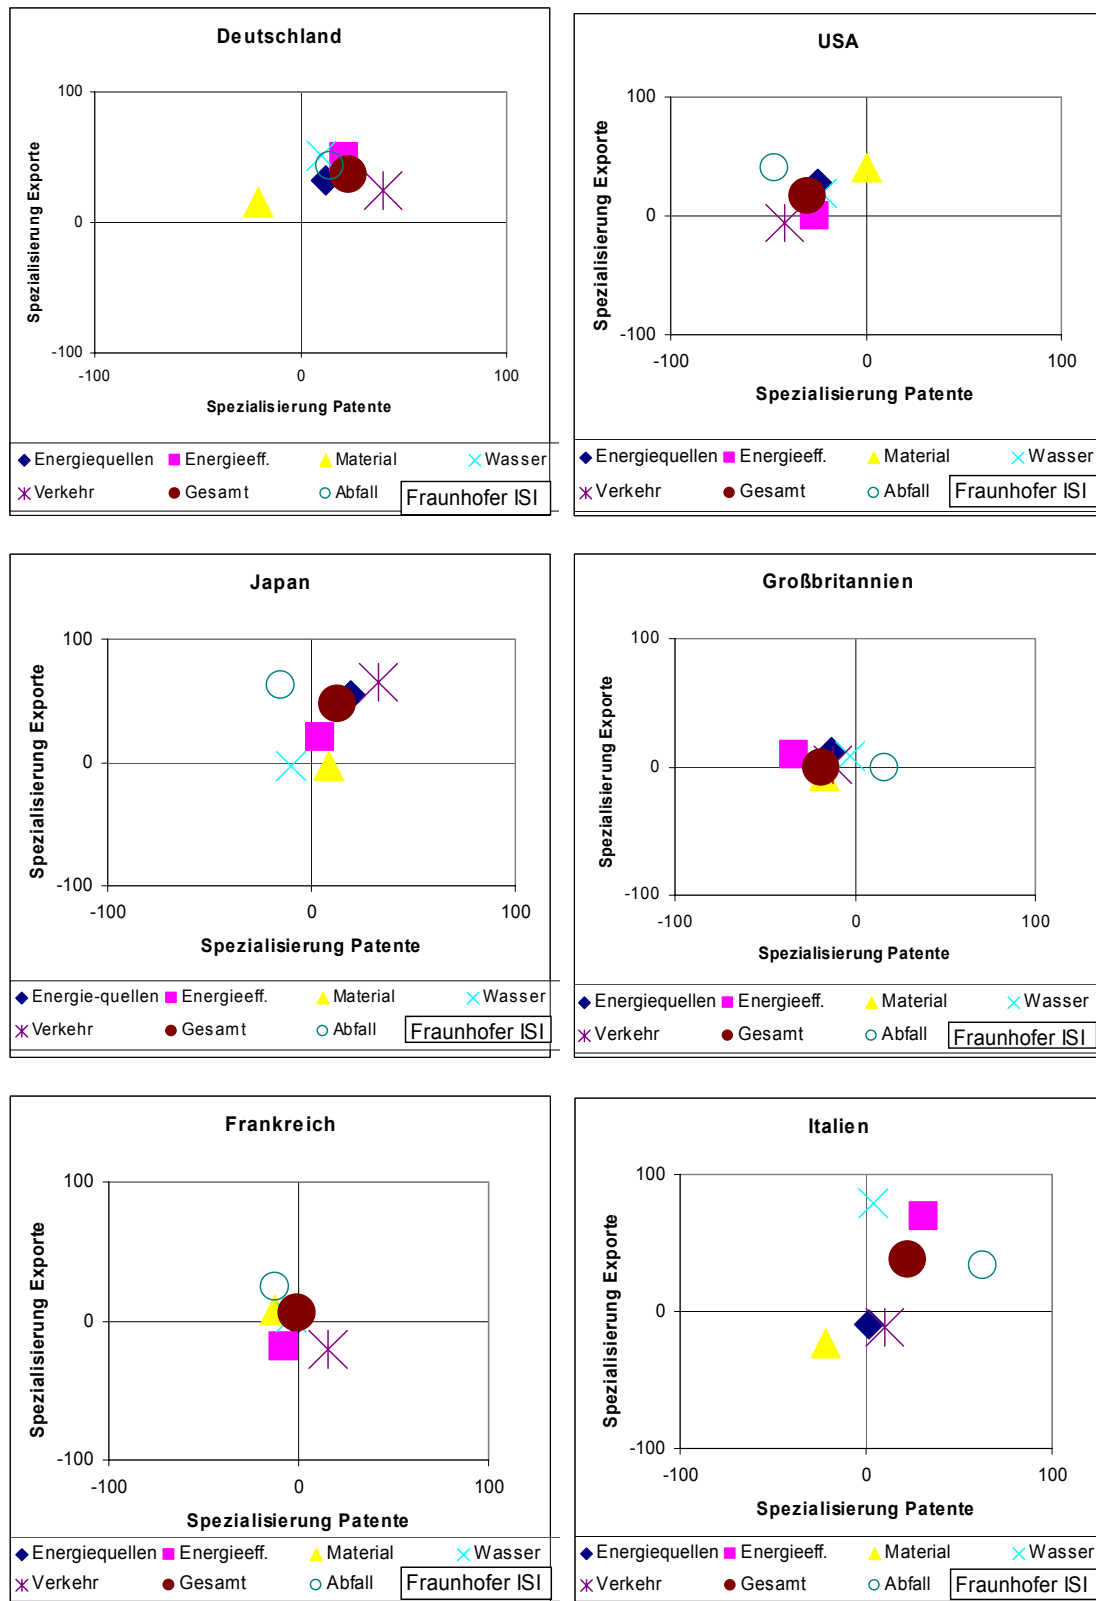 Deutschland
Spezialisierung Exporte
100
0
-100
-100 0 100
Spezialisierung Patente
Energiequellen Energieeff. Material Wasser
Verkehr Gesamt Abfall Fraunhofer ISI
USA
Spezialisierung Exporte
100
0
-100
-100 0 100
Spezialisierung Patente
Energiequellen Energieeff. Material Wasser
Verkehr Gesamt Abfall Fraunhofer ISI
Japan
Spezialisierung Exporte
100
0
-100
-100 0 100
Spezialisierung Patente
Energie-quellen Energieeff. Material Wasser
Verkehr Gesamt Abfall Fraunhofer ISI
Großbritannien
Spezialisierung Exporte
100
0
-100
-100 0 100
Spezialisierung Patente
Energiequellen Energieeff. Material Wasser
Verkehr Gesamt Abfall Fraunhofer ISI
Frankreich
Spezialisierung Exporte
100
0
-100
-100 0 100
Spezialisierung Patente
Energiequellen Energieeff. Material Wasser
Verkehr Gesamt Abfall Fraunhofer ISI
Italien
Spezialisierung Exporte
100
0
-100
-100 0 100
Spezialisierung Patente
Energiequellen Energieeff. Material Wasser
Verkehr Gesamt Abfall Fraunhofer ISI